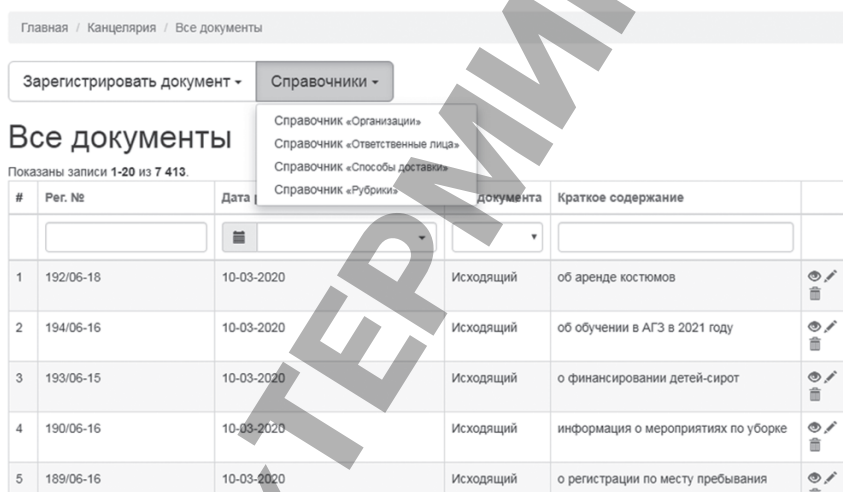 Главная / Канцелярия / Все документы
Зарегистрировать документ Справочники
Справочник «Организации»
Справочник «Ответственные лица»
Справочник «Способы доставки»
Справочник «Рубрики»
Все документы
Показаны записи 1-20 из 7 413.
# Рег. № Дата документа Краткое содержание
1 192/06-18 10-03-2020 Исходящий об аренде костюмов
2 194/06-16 10-03-2020 Исходящий об обучении в АГЗ в 2021 году
3 193/06-15 10-03-2020 Исходящий о финансировании детей-сирот
4 190/06-16 10-03-2020 Исходящий информация о мероприятиях по уборке
5 189/06-16 10-03-2020 Исходящий о регистрации по месту пребывания